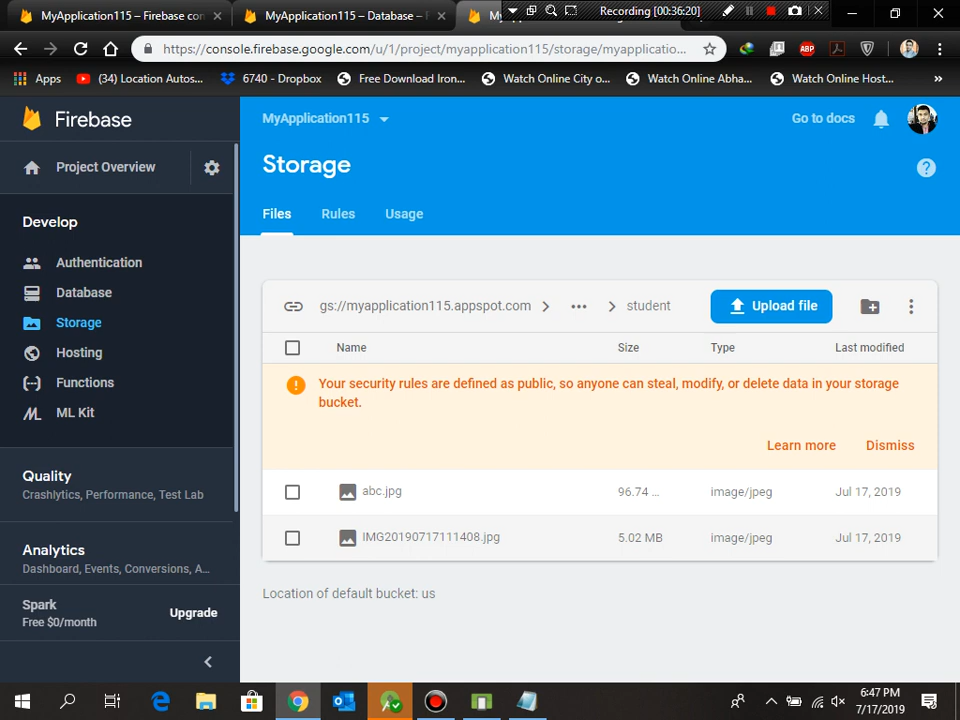 MyApplication115 – Firebase con
MyApplication115 – Database – F
My
Recording [00:36:20]
https://console.firebase.google.com/u/1/project/myapplication115/storage/myapplicatio...
ABP
Apps
(34) Location Autos...
6740 - Dropbox
Free Download Iron...
Watch Online City o...
Watch Online Abha...
Watch Online Host...
»
Firebase
MyApplication115
Go to docs
Project Overview
Storage
Files
Rules
Usage
Develop
Authentication
Database
Storage
Hosting
Functions
ML Kit
gs://myapplication115.appspot.com
•••
student
Upload file
Name
Size
Type
Last modified
Your security rules are defined as public, so anyone can steal, modify, or delete data in your storage
bucket.
Learn more
Dismiss
abc.jpg
96.74 ...
image/jpeg
Jul 17, 2019
IMG20190717111408.jpg
5.02 MB
image/jpeg
Jul 17, 2019
Location of default bucket: us
Quality
Crashlytics, Performance, Test Lab
Analytics
Dashboard, Events, Conversions, A...
Spark
Free $0/month
Upgrade
6:47 PM
7/17/2019